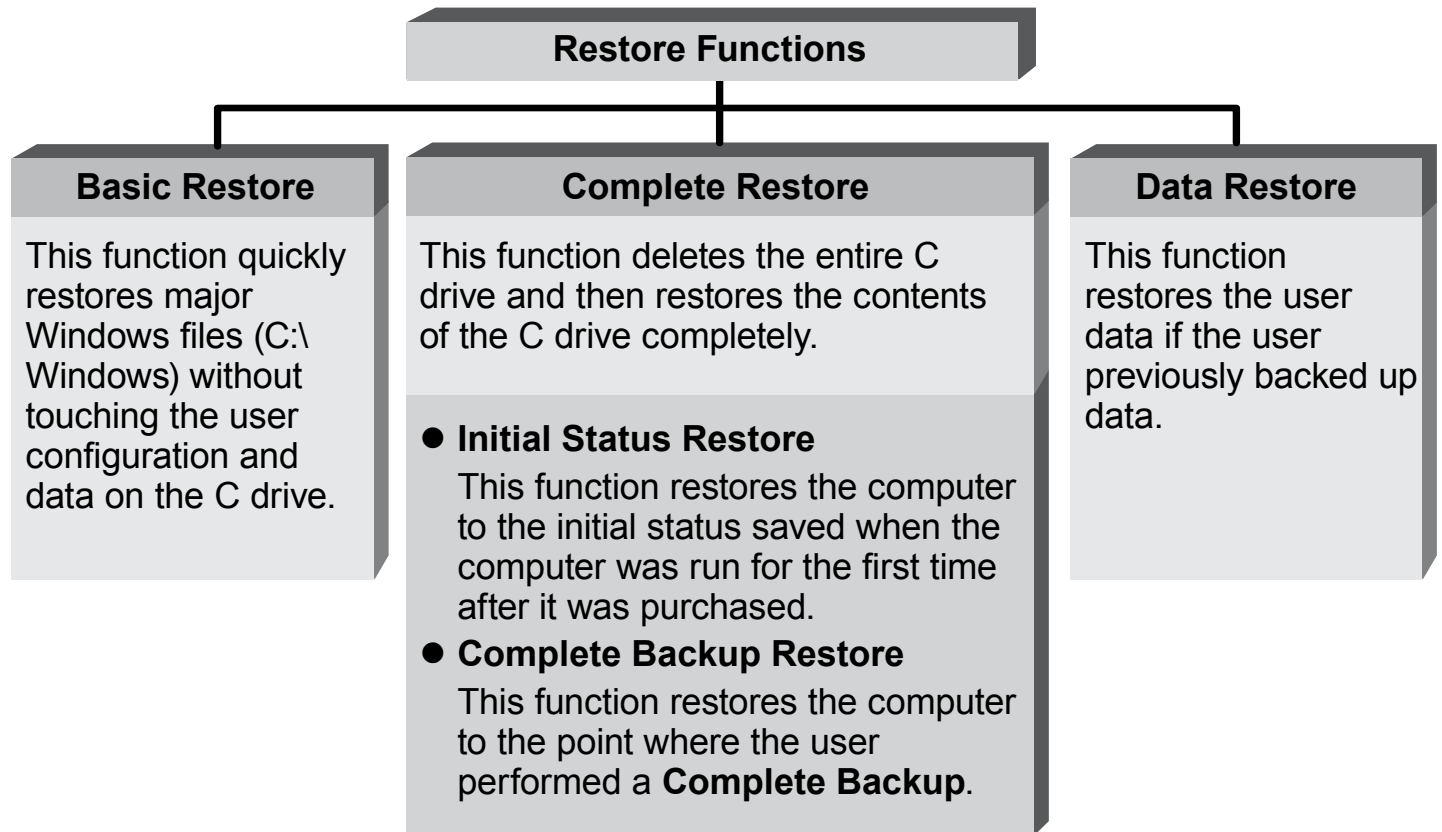 Restore Functions
Basic Restore
This function quickly
restores major
Windows files (C:\
Windows) without
touching the user
configuration and
data on the C drive.
Complete Restore
This function deletes the entire C
drive and then restores the contents
of the C drive completely.
● Initial Status Restore
This function restores the computer
to the initial status saved when the
computer was run for the first time
after it was purchased.
● Complete Backup Restore
This function restores the computer
to the point where the user
performed a Complete Backup.
Data Restore
This function
restores the user
data if the user
previously backed up
data.